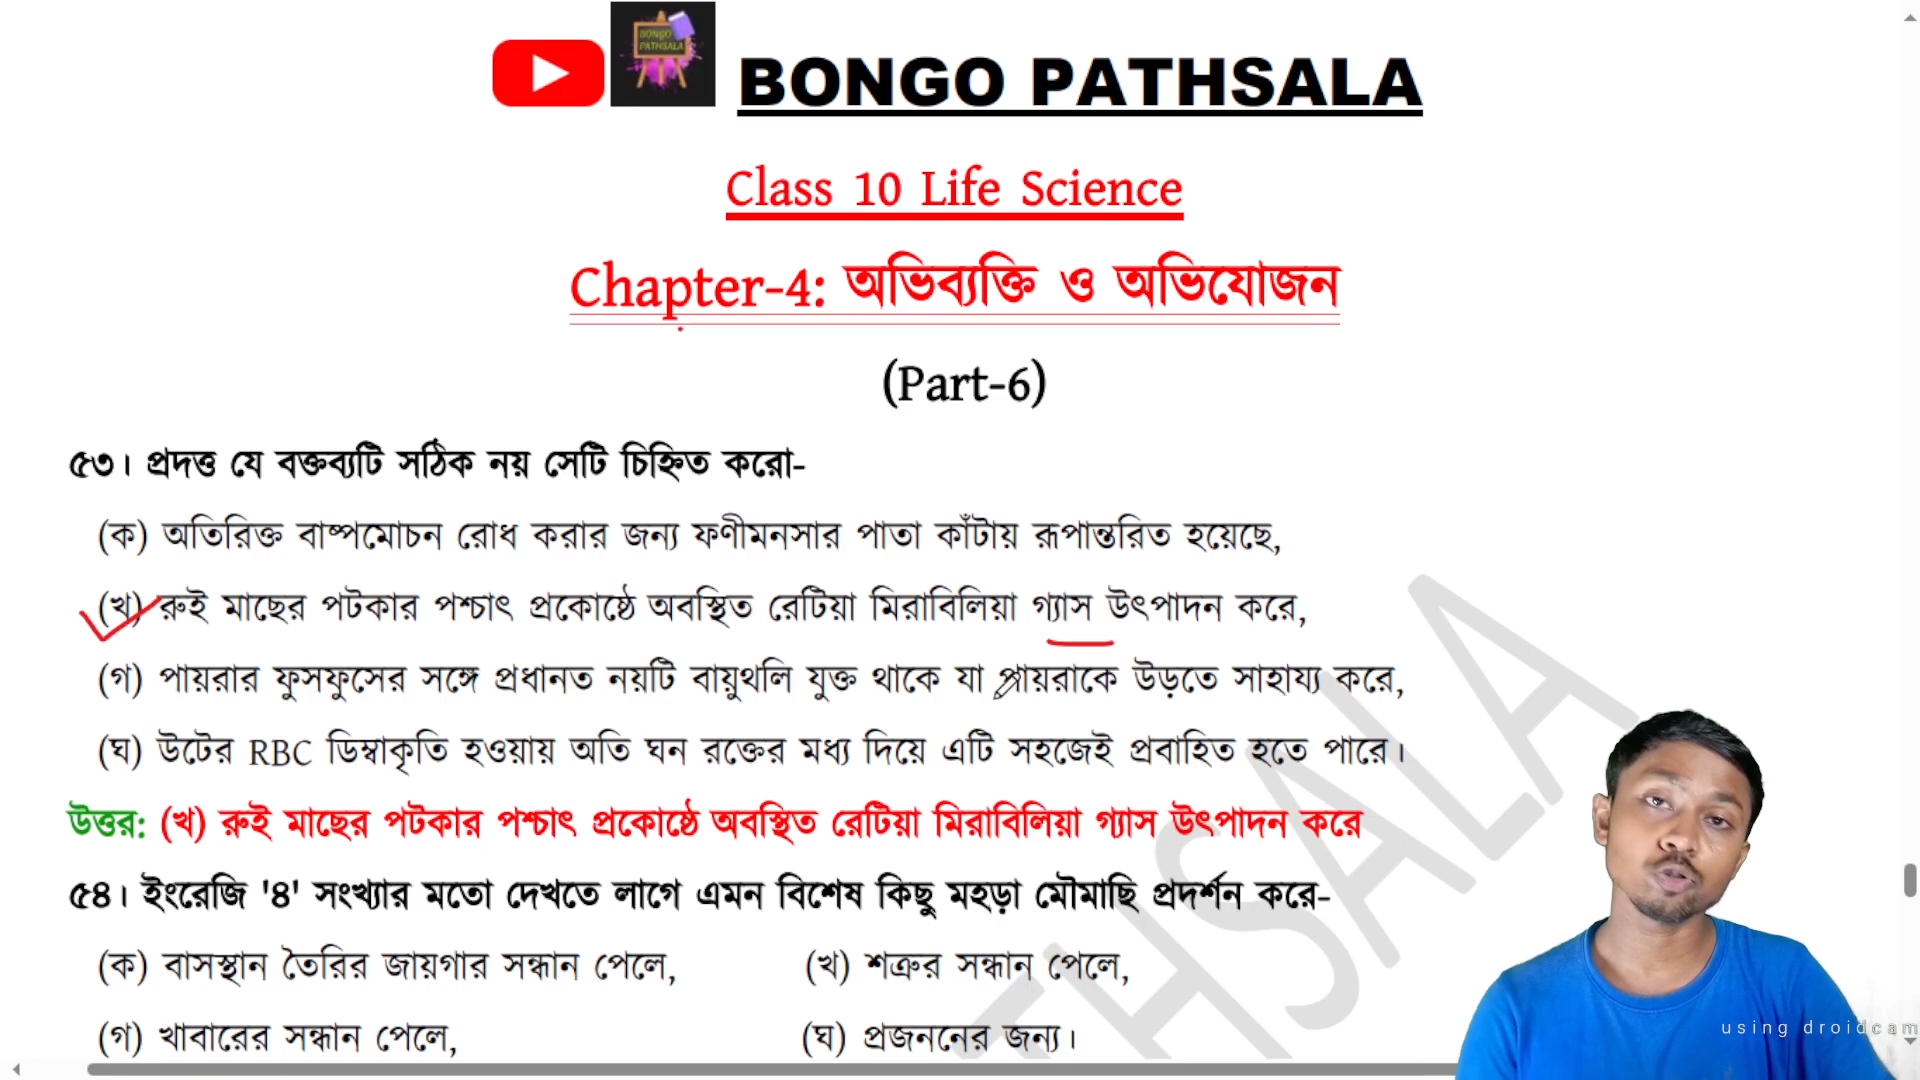 BONGO PATHSALA
BONGO PATHSALA
Class 10 Life Science
Chapter-4: অভিব্যক্তি ও অভিযোজন
(Part-6)
৫৩। প্রদত্ত যে বক্তব্যটি সঠিক নয় সেটি চিহ্নিত করো-
(ক) অতিরিক্ত বাষ্পমোচন রোধ করার জন্য ফণীমনসার পাতা কাঁটায় রূপান্তরিত হয়েছে,
(খ) রুই মাছের পটকার পশ্চাৎ প্রকোষ্ঠে অবস্থিত রেটিয়া মিরাবিলিয়া গ্যাস উৎপাদন করে,
(গ) পায়রার ফুসফুসের সঙ্গে প্রধানত নয়টি বায়ুথলি যুক্ত থাকে যা পায়রাকে উড়তে সাহায্য করে,
(ঘ) উটের RBC ডিম্বাকৃতি হওয়ায় অতি ঘন রক্তের মধ্য দিয়ে এটি সহজেই প্রবাহিত হতে পারে।
উত্তর: (খ) রুই মাছের পটকার পশ্চাৎ প্রকোষ্ঠে অবস্থিত রেটিয়া মিরাবিলিয়া গ্যাস উৎপাদন করে
৫৪। ইংরেজি '৪' সংখ্যার মতো দেখতে লাগে এমন বিশেষ কিছু মহড়া মৌমাছি প্রদর্শন করে-
(ক) বাসস্থান তৈরির জায়গার সন্ধান পেলে, (খ) শত্রুর সন্ধান পেলে,
(গ) খাবারের সন্ধান পেলে, (ঘ) প্রজননের জন্য।
THSALA
using droidcam